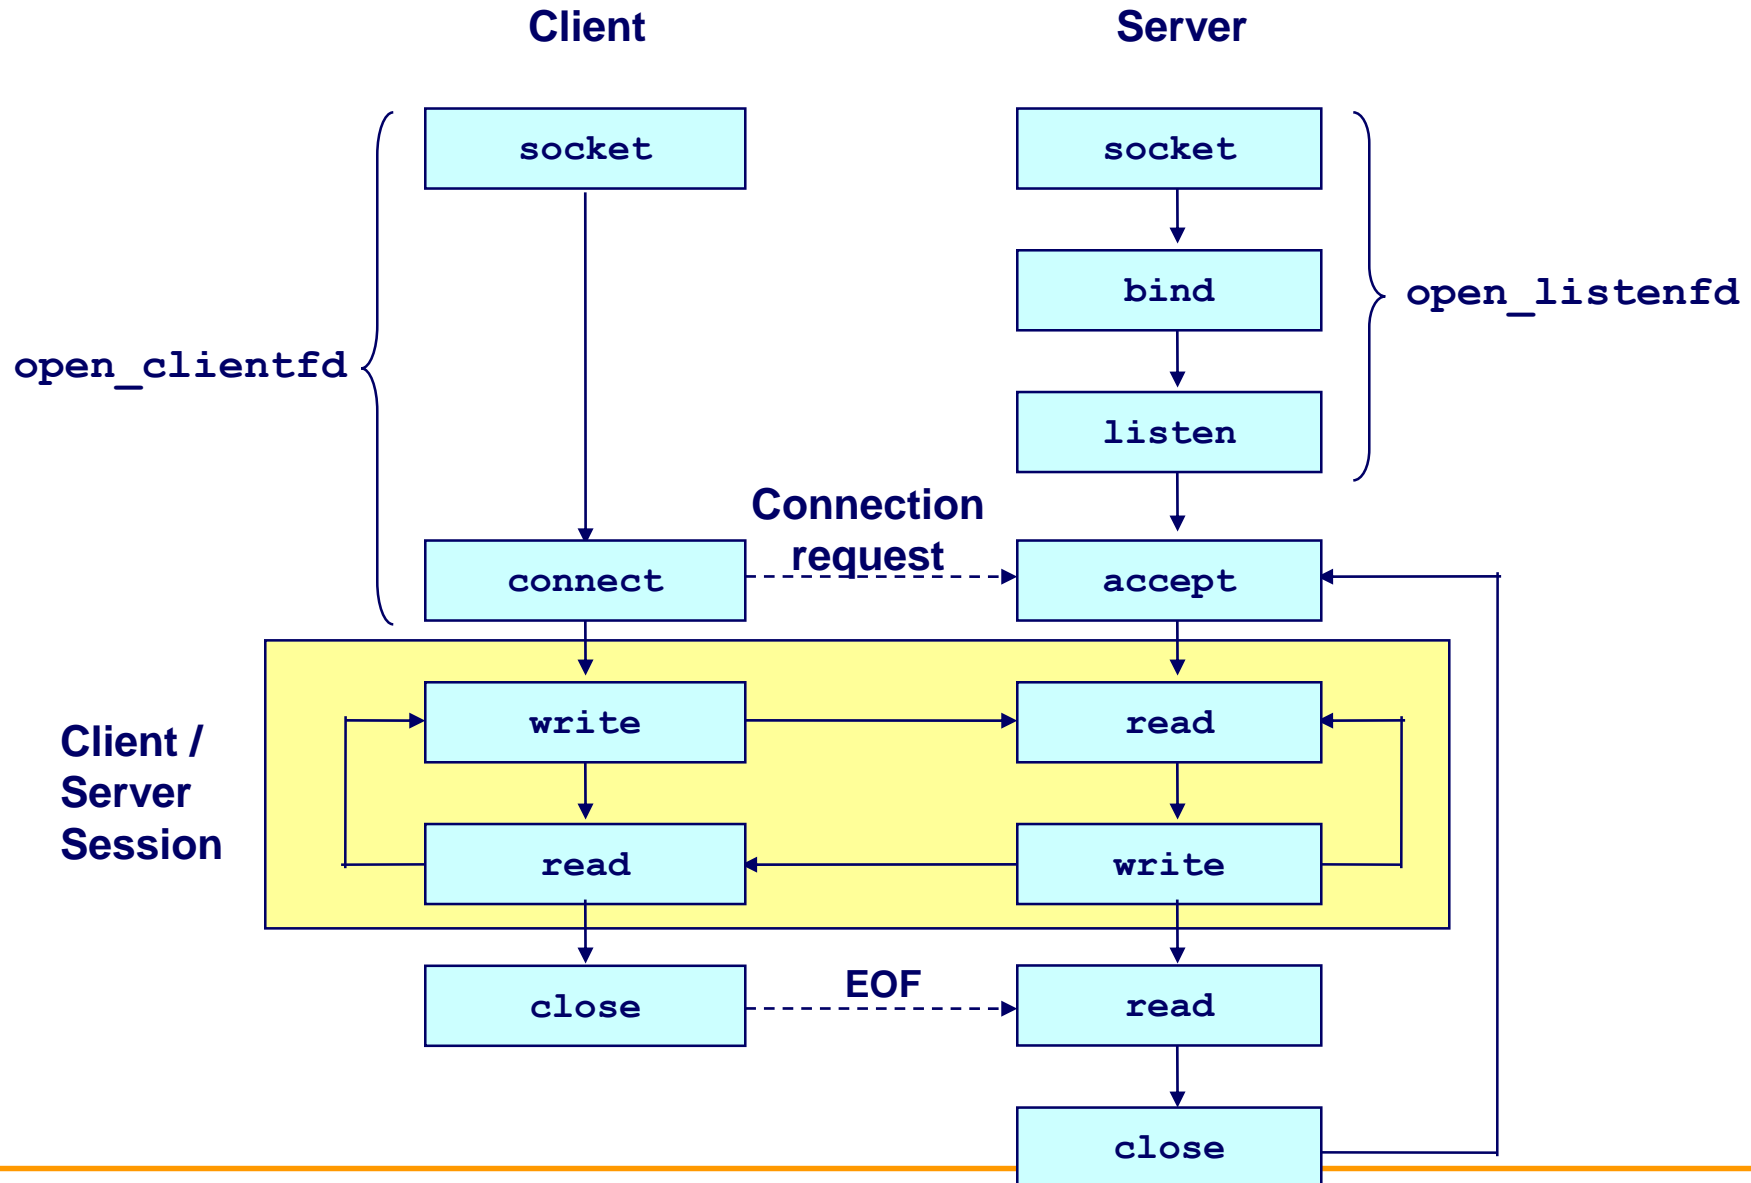 Client
Server
socket
socket
bind
open_listenfd
open_clientfd
listen
Connection
request
connect
accept
write
read
Client /
Server
Session
read
write
EOF
close
read
close